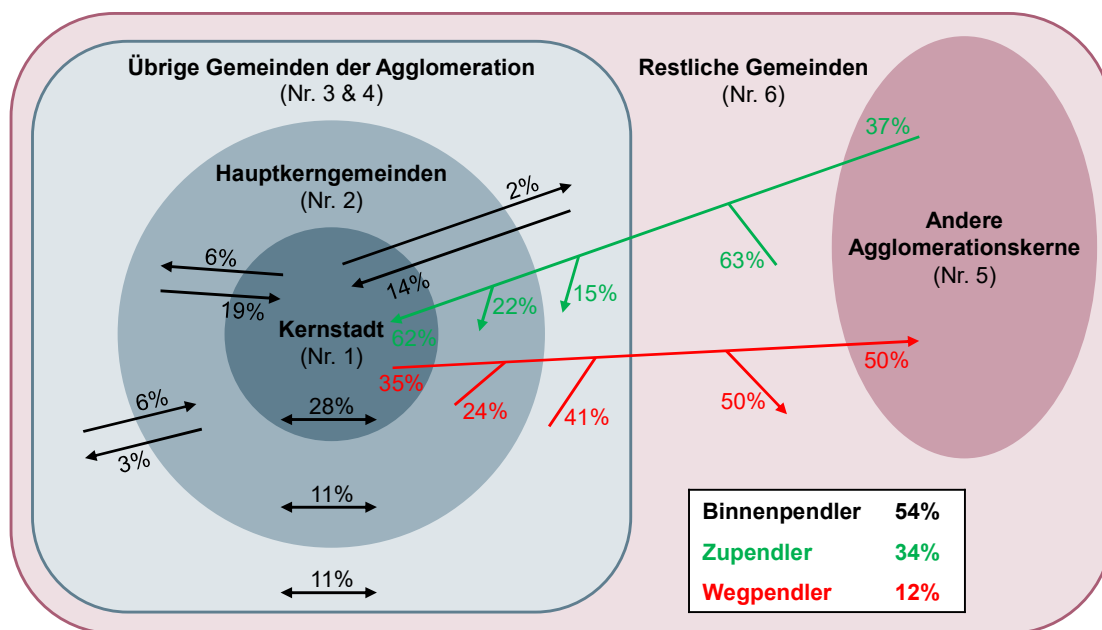 Übrige Gemeinden der Agglomeration
(Nr. 3 & 4)
Restliche Gemeinden
(Nr. 6)
37%
Hauptkerngemeinden
(Nr. 2)
2%
Andere
Agglomerationskerne
(Nr. 5)
6%
14%
63%
19%
22%
15%
Kernstadt
(Nr. 1)
62%
35%
50%
6%
28%
24%
41%
50%
3%
11%
11%
Binnenpendler 54%
Zupendler 34%
Wegpendler 12%